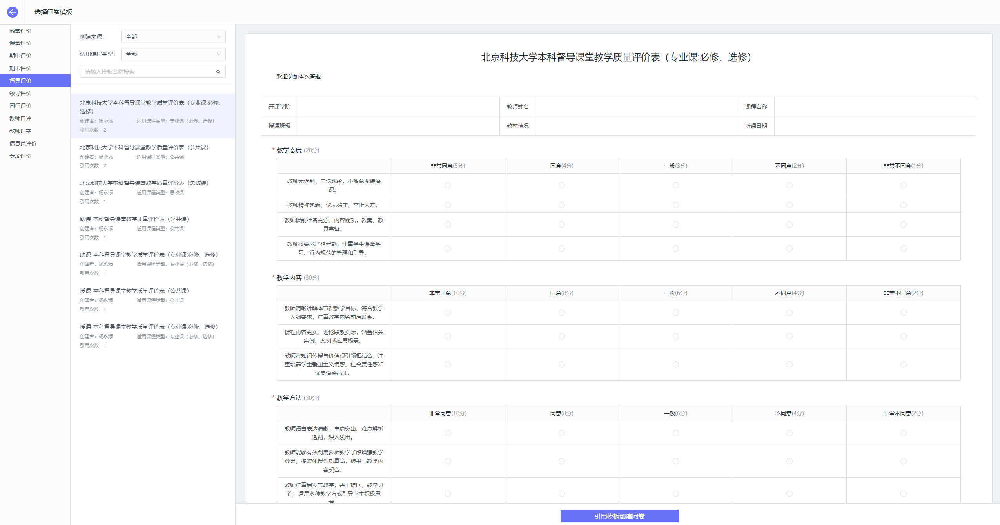 选择问卷模板
随堂评价
课堂评价
期中评价
期末评价
督导评价
领导评价
同行评价
教师自评
教师评学
信息员评价
专项评价
创建来源：
全部
适用课程类型：
全部
请输入模板名称搜索
北京科技大学本科督导课堂教学质量评价表（专业课:必修、
选修）
创建者：杨永添 适用课程类型：专业课（必修、选修）
引用次数：2
北京科技大学本科督导课堂教学质量评价表（公共课）
创建者：杨永添 适用课程类型：公共课
引用次数：2
北京科技大学本科督导课堂教学质量评价表（思政课）
创建者：杨永添 适用课程类型：思政课
引用次数：1
助课-本科督导课堂教学质量评价表（公共课）
创建者：杨永添 适用课程类型：公共课
引用次数：1
助课-本科督导课堂教学质量评价表（专业课:必修、选修）
创建者：杨永添 适用课程类型：专业课（必修、选修）
引用次数：1
授课-本科督导课堂教学质量评价表（公共课）
创建者：杨永添 适用课程类型：公共课
引用次数：1
授课-本科督导课堂教学质量评价表（专业课:必修、选修）
创建者：杨永添 适用课程类型：专业课（必修、选修）
引用次数：1
北京科技大学本科督导课堂教学质量评价表（专业课:必修、选修）
欢迎参加本次答题
开课学院 教师姓名 课程名称
授课班级 教材情况 听课日期
* 教学态度 (20分)
非常同意(5分) 同意(4分) 一般(3分) 不同意(2分) 非常不同意(1分)
教师无迟到、早退现象，不随意调课停
课。
教师精神饱满、仪表端庄、举止大方。
教师课前准备充分，内容娴熟，教案、教
具完备。
教师按要求严格考勤，注重学生课堂学
习、行为规范的管理和引导。
* 教学内容 (30分)
非常同意(10分) 同意(8分) 一般(6分) 不同意(4分) 非常不同意(2分)
教师清晰讲解本节课教学目标，符合教学
大纲要求，注重教学内容前后联系。
课程内容充实，理论联系实际，涵盖相关
实例、案例或应用场景。
教师将知识传授与价值观引领相结合，注
重培养学生爱国主义情感、社会责任感和
优良道德品质。
* 教学方法 (30分)
非常同意(10分) 同意(8分) 一般(6分) 不同意(4分) 非常不同意(2分)
教师语言表达清晰，重点突出、难点解析
透彻，深入浅出。
教师能够有效利用多种教学手段增强教学
效果，多媒体课件质量高，板书与教学内
容契合。
教师注重启发式教学，善于提问，鼓励讨
论，运用多种教学方式引导学生积极思
考
引用模板创建问卷